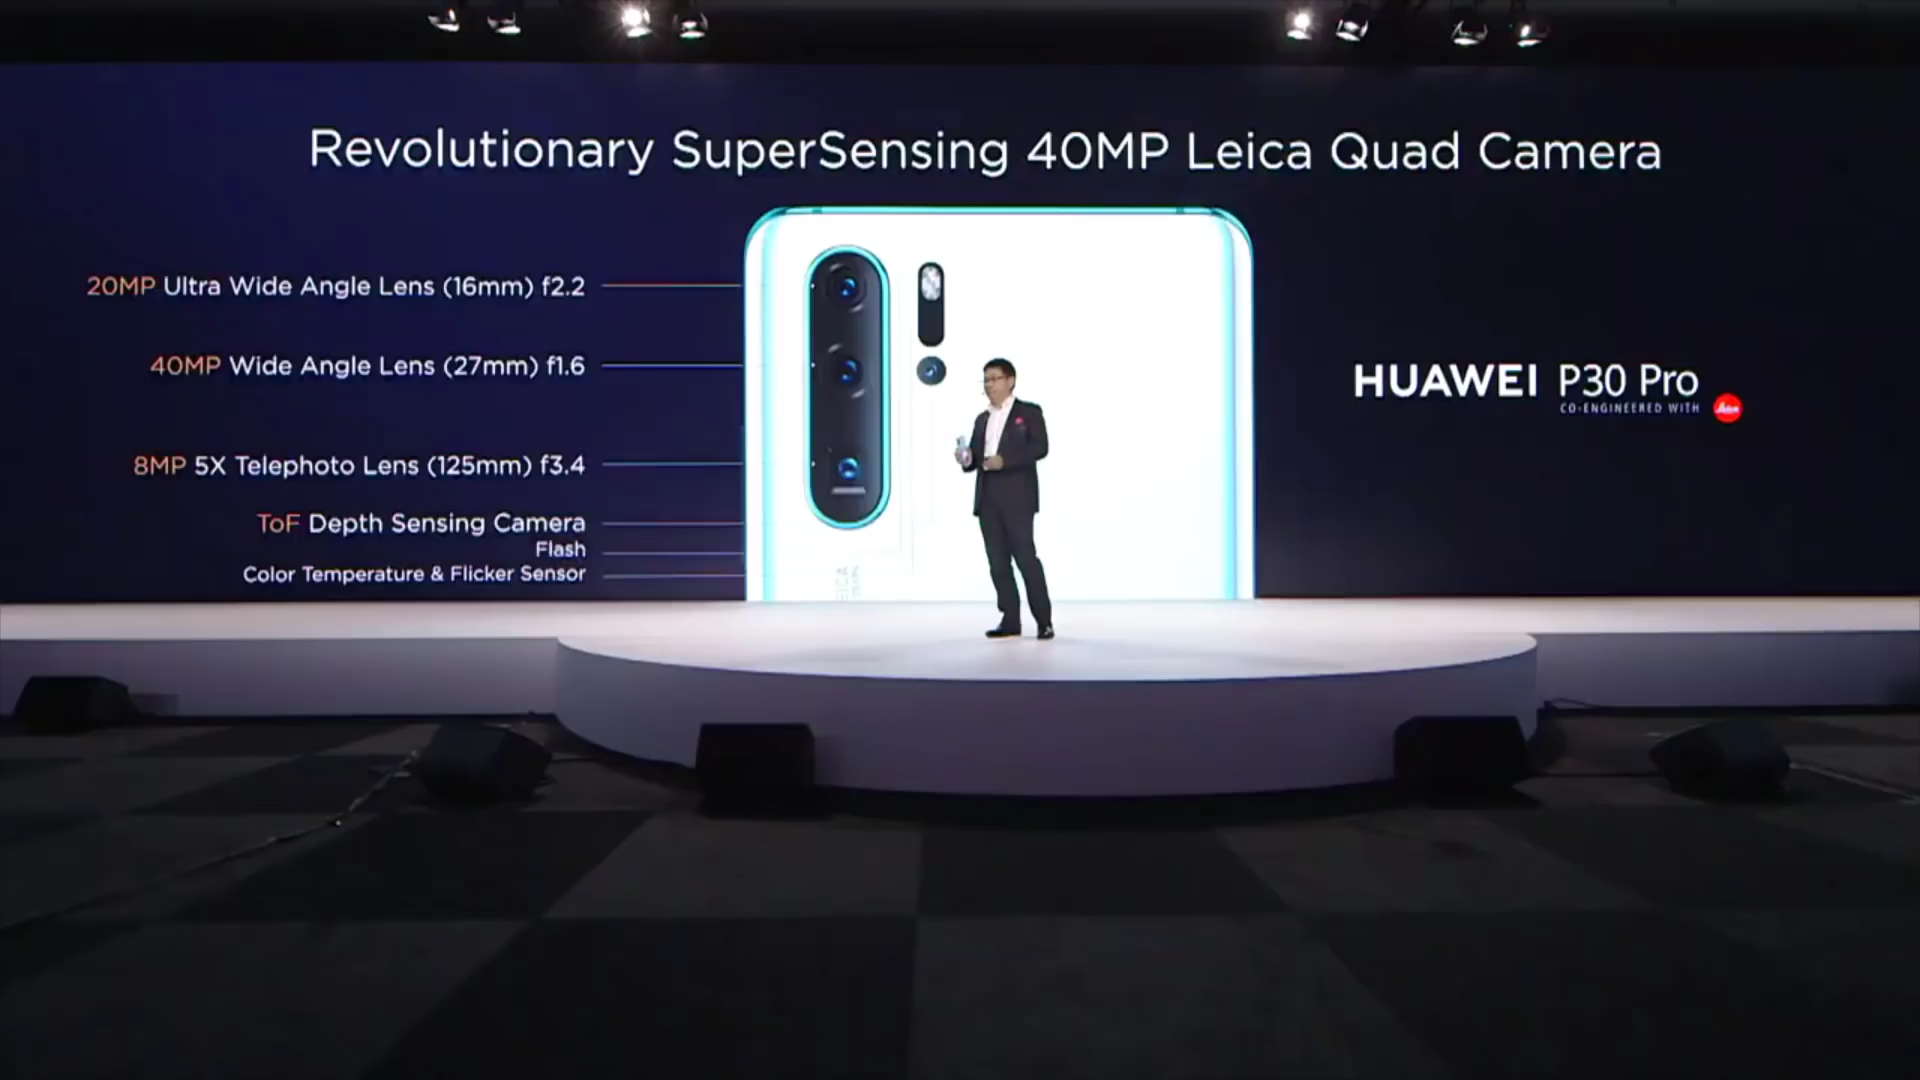 Revolutionary SuperSensing 40MP Leica Quad Camera
20MP Ultra Wide Angle Lens (16mm) f2.2
40MP Wide Angle Lens (27mm) f1.6
8MP 5X Telephoto Lens (125mm) f3.4
ToF Depth Sensing Camera
Flash
Color Temperature & Flicker Sensor
HUAWEI P30 Pro
CO-ENGINEERED WITH
Leica